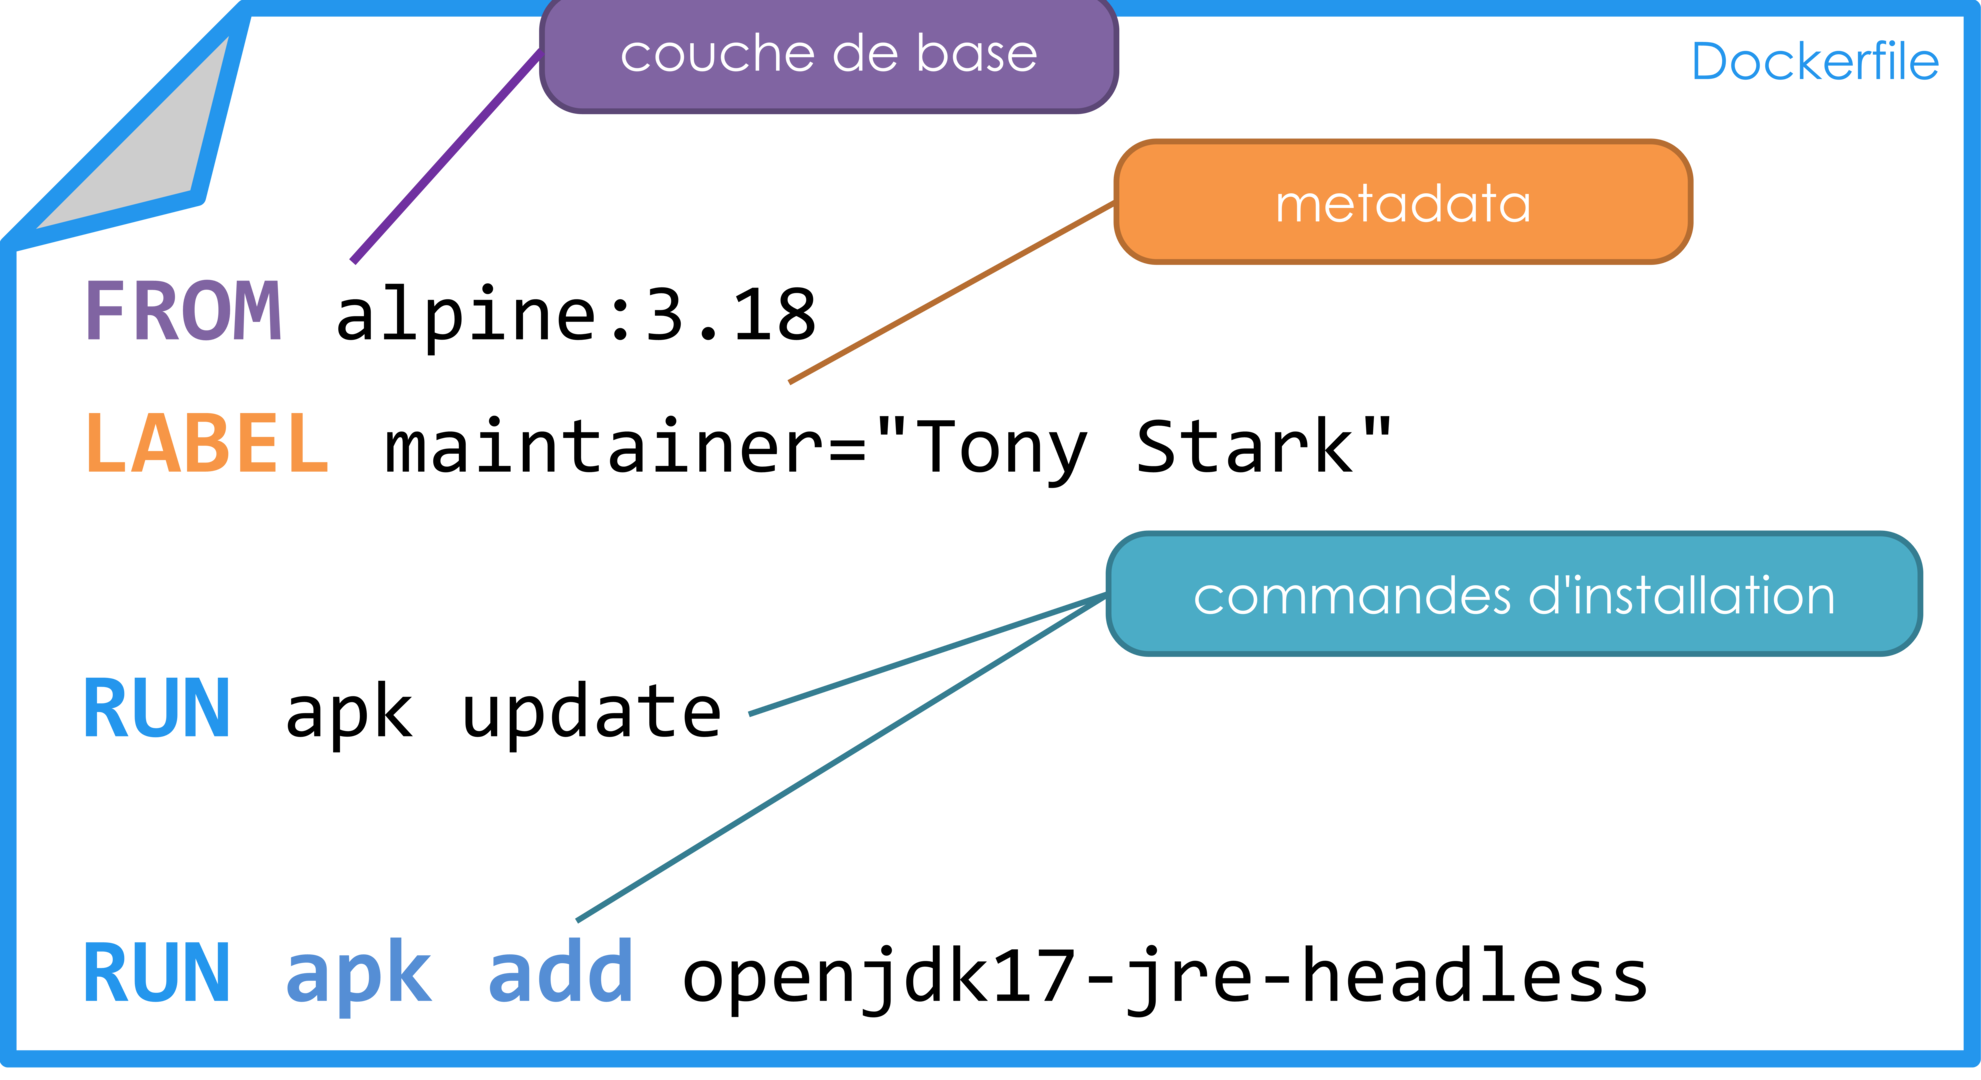 couche de base
Dockerfile
metadata
FROM alpine:3.18
LABEL maintainer="Tony Stark"
commandes d'installation
RUN apk update
RUN apk add openjdk17-jre-headless